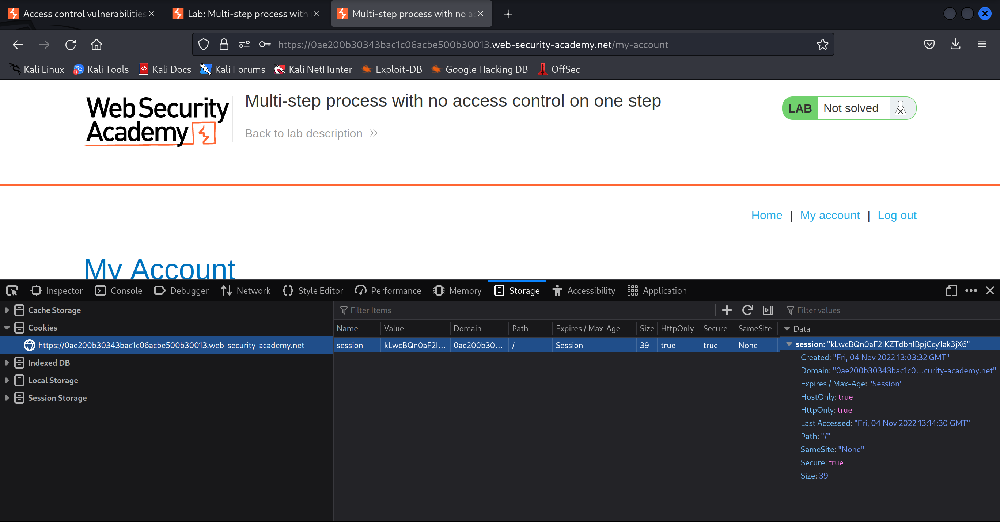 Access control vulnerabilities
Lab: Multi-step process with
Multi-step process with no ac
https://0ae200b30343bac1c06acbe500b30013.web-security-academy.net/my-account
Kali Linux Kali Tools Kali Docs Kali Forums Kali NetHunter Exploit-DB Google Hacking DB OffSec
Web Security
Academy
Multi-step process with no access control on one step
Back to lab description
LAB Not solved
Home | My account | Log out
My Account
Inspector Console Debugger Network Style Editor Performance Memory Storage Accessibility Application
Cache Storage
Cookies
https://0ae200b30343bac1c06acbe500b30013.web-security-academy.net
Indexed DB
Local Storage
Session Storage
Filter Items
Name Value Domain Path Expires / Max-Age Size HttpOnly Secure SameSite
session kLwcBQn0aF2I... 0ae200b30... / Session 39 true true None
Filter values
Data
session: "kLwcBQn0aF2IKZTdbnlBpjCcy1ak3jX6"
Created: "Fri, 04 Nov 2022 13:03:32 GMT"
Domain: "0ae200b30343bac1c0...curity-academy.net"
Expires / Max-Age: "Session"
HostOnly: true
HttpOnly: true
Last Accessed: "Fri, 04 Nov 2022 13:14:30 GMT"
Path: "/"
SameSite: "None"
Secure: true
Size: 39